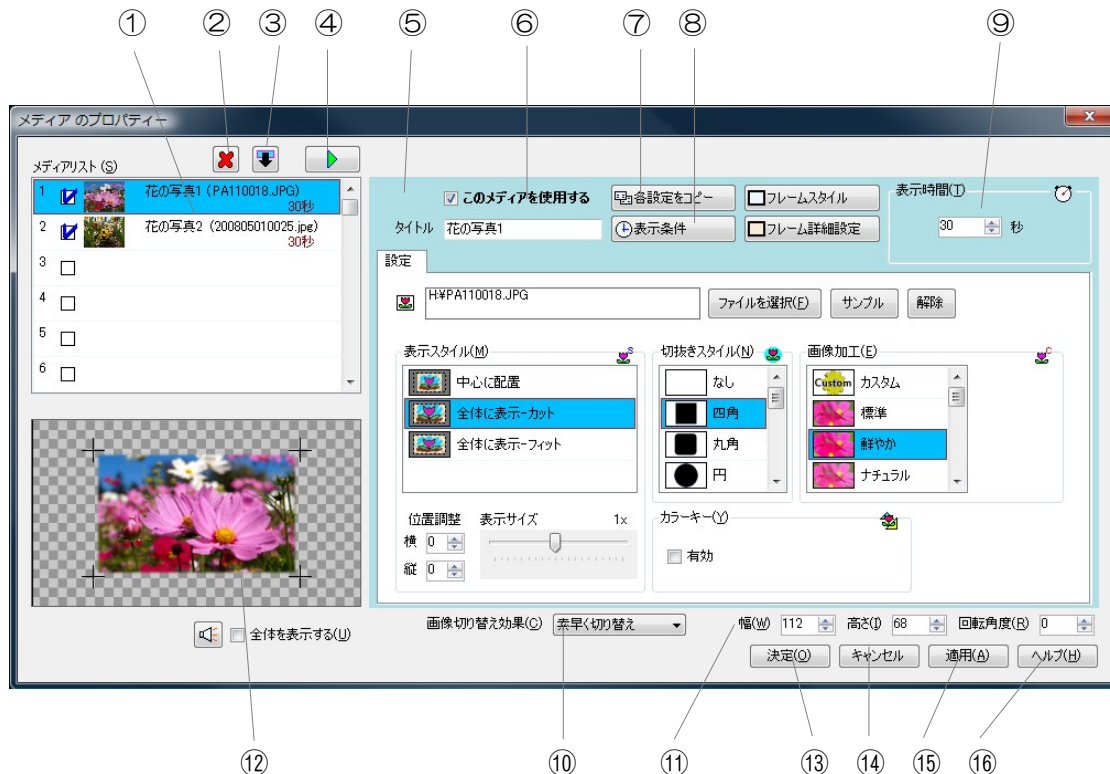 ① ② ③ ④ ⑤ ⑥ ⑦ ⑧ ⑨
メディア のプロパティー
メディアリスト(S)
1 花の写真1 (PA110018.JPG)
30秒
2 花の写真2 (200805010025.jpg)
30秒
3
4
5
6
このメディアを使用する 各設定をコピー フレームスタイル 表示時間(T)
タイトル 花の写真1 表示条件 フレーム詳細設定 30 秒
設定
H:¥PA110018.JPG ファイルを選択(F) サンプル 解除
表示スタイル(M)
S
中心に配置
全体に表示-カット
全体に表示-フィット
切抜きスタイル(N)
なし
四角
丸角
円
画像加工(E)
C
Custom カスタム
標準
鮮やか
ナチュラル
位置調整 表示サイズ 1x
横 0
縦 0
カラーキー(Y)
有効
全体を表示する(U)
画像切り替え効果(C) 素早く切り替え 幅(W) 112 高さ(I) 68 回転角度(R) 0
決定(O) キャンセル 適用(A) ヘルプ(H)
⑫ ⑩ ⑪ ⑬ ⑭ ⑮ ⑯